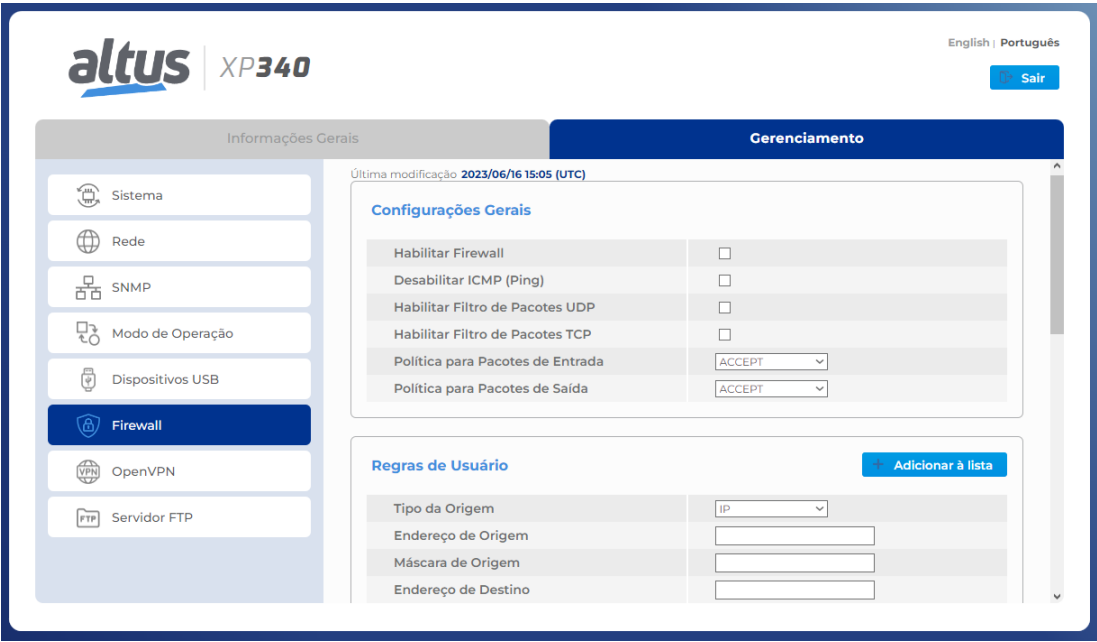 English | Português
altus | XP340
Sair
Informações Gerais
Gerenciamento
Sistema
Rede
SNMP
Modo de Operação
Dispositivos USB
Firewall
VPN
OpenVPN
FTP
Servidor FTP
Última modificação 2023/06/16 15:05 (UTC)
Configurações Gerais
Habilitar Firewall
Desabilitar ICMP (Ping)
Habilitar Filtro de Pacotes UDP
Habilitar Filtro de Pacotes TCP
Política para Pacotes de Entrada ACCEPT
Política para Pacotes de Saída ACCEPT
Regras de Usuário
+ Adicionar à lista
Tipo da Origem IP
Endereço de Origem
Máscara de Origem
Endereço de Destino